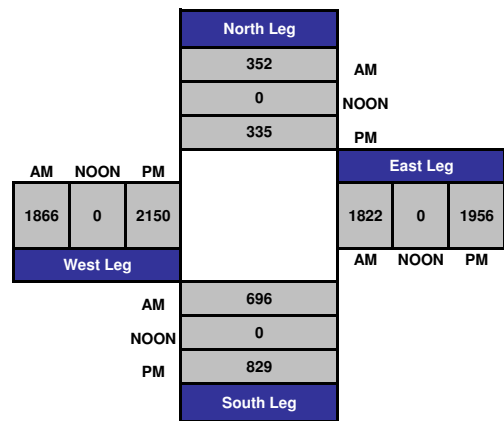 North Leg
352 AM
0 NOON
335 PM
AM NOON PM East Leg
1866 0 2150 1822 0 1956
West Leg AM NOON PM
AM 696
NOON 0
PM 829
South Leg